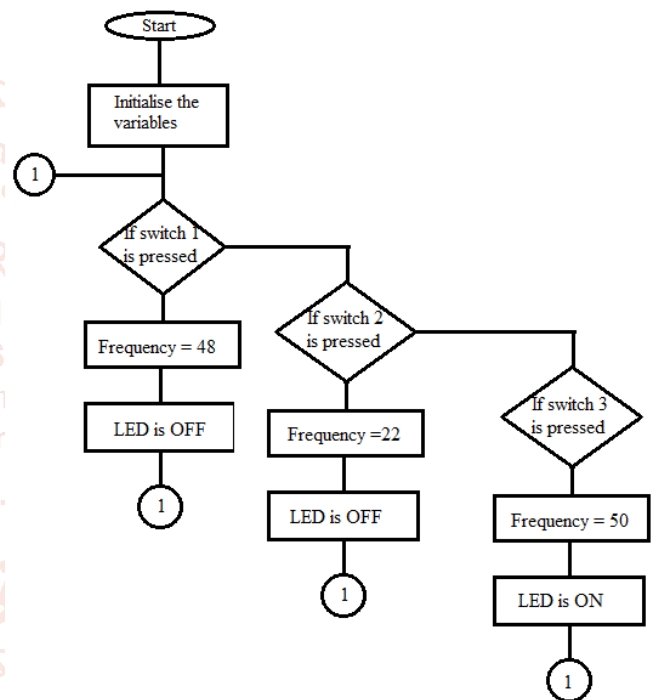 Start
Initialise the
variables
1
If switch 1
is pressed
Frequency = 48
LED is OFF
1
If switch 2
is pressed
Frequency =22
LED is OFF
1
If switch 3
is pressed
Frequency = 50
LED is ON
1